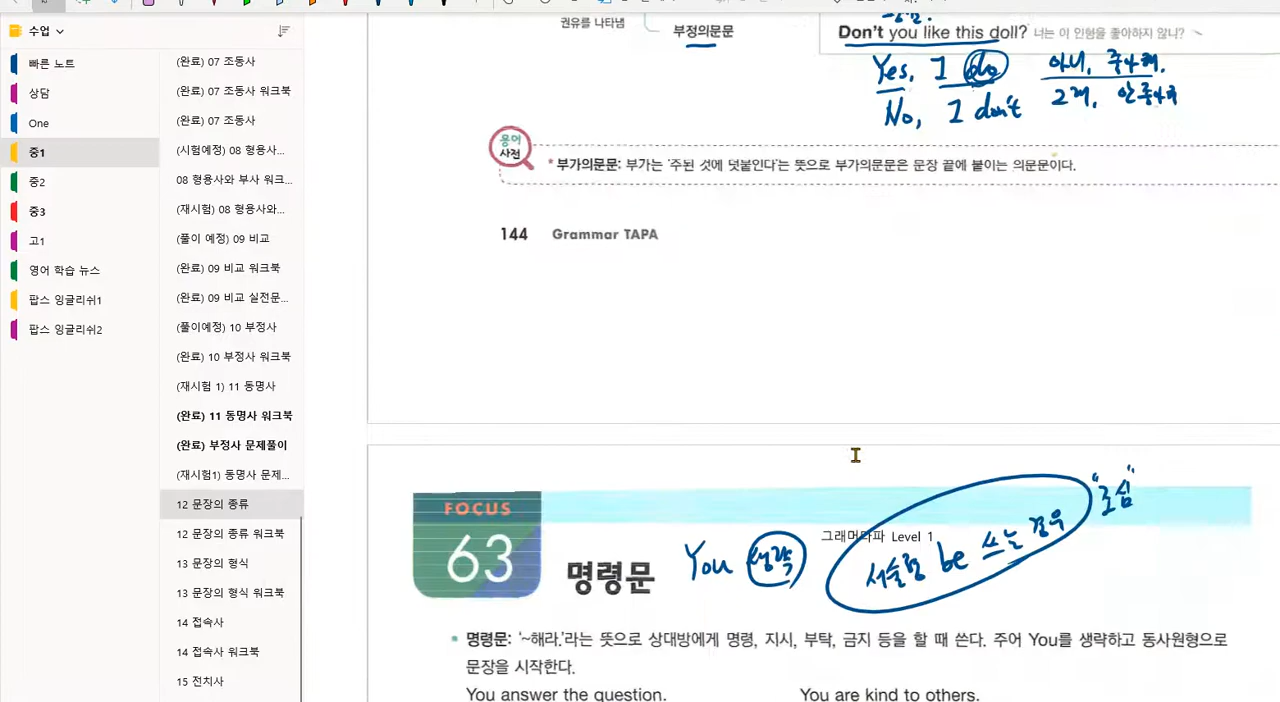 수업
빠른 노트
상담
One
중1
중2
중3
고1
영어 학습 뉴스
팝스 잉글리쉬1
팝스 잉글리쉬2
(완료) 07 조동사
(완료) 07 조동사 워크북
(완료) 07 조동사
(시험예정) 08 형용사...
08 형용사와 부사 워크...
(재시험) 08 형용사와...
(풀이 예정) 09 비교
(완료) 09 비교 워크북
(완료) 09 비교 실전문...
(풀이예정) 10 부정사
(완료) 10 부정사 워크북
(재시험 1) 11 동명사
(완료) 11 동명사 워크북
(완료) 부정사 문제풀이
(재시험1) 동명사 문제...
12 문장의 종류
12 문장의 종류 워크북
13 문장의 형식
13 문장의 형식 워크북
14 접속사
14 접속사 워크북
15 전치사
권유를 나타냄
부정의문문
Don't you like this doll? 너는 이 인형을 좋아하지 않니?
Yes, I do 아니, 좋아해.
No, I don't 그래, 안 좋아해
용어
사전
* 부가의문문: 부가는 '주된 것에 덧붙인다'는 뜻으로 부가의문문은 문장 끝에 붙이는 의문문이다.
144 Grammar TAPA
FOCUS
63
명령문
You 생략
그래머타파 Level 1
서술형 be 쓰는 경우
"조심"
명령문: '~해라.'라는 뜻으로 상대방에게 명령, 지시, 부탁, 금지 등을 할 때 쓴다. 주어 You를 생략하고 동사원형으로
문장을 시작한다.
You answer the question.
You are kind to others.